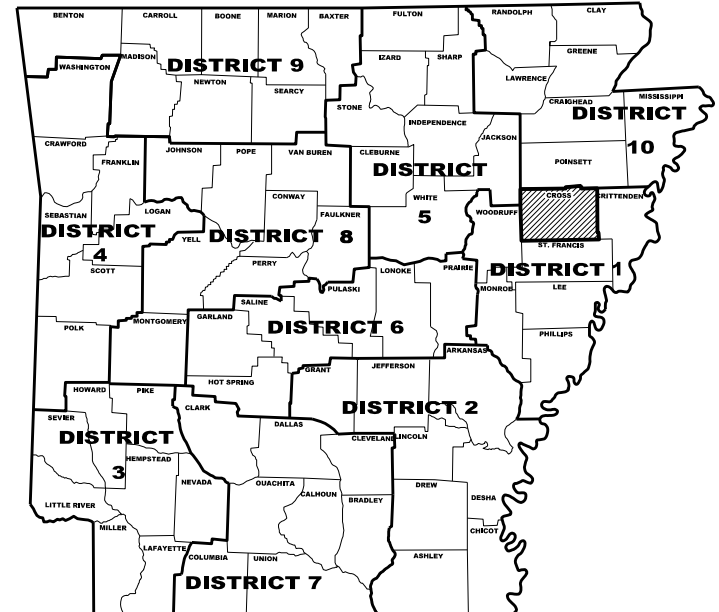 BENTON
CARROLL
BOONE
MARION
BAXTER
FULTON
RANDOLPH
CLAY
WASHINGTON
MADISON
DISTRICT 9
NEWTON
SEARCY
IZARD
SHARP
LAWRENCE
GREENE
STONE
INDEPENDENCE
CRAIGHEAD
MISSISSIPPI
DISTRICT
10
JACKSON
POINSETT
CRAWFORD
FRANKLIN
JOHNSON
POPE
VAN BUREN
CLEBURNE
DISTRICT
5
WHITE
WOODRUFF
CROSS
CRITTENDEN
SEBASTIAN
LOGAN
DISTRICT
4
SCOTT
YELL
CONWAY
FAULKNER
DISTRICT 8
PERRY
PULASKI
LONOKE
PRAIRIE
ST. FRANCIS
DISTRICT 1
MONROE
LEE
PHILLIPS
POLK
MONTGOMERY
GARLAND
SALINE
DISTRICT 6
HOT SPRING
GRANT
JEFFERSON
ARKANSAS
DISTRICT 2
HOWARD
PIKE
CLARK
DALLAS
CLEVELAND
LINCOLN
SEVIER
DISTRICT
3
HEMPSTEAD
NEVADA
OUACHITA
CALHOUN
BRADLEY
DREW
DESHA
CHICOT
LITTLE RIVER
MILLER
LAFAYETTE
COLUMBIA
UNION
ASHLEY
DISTRICT 7